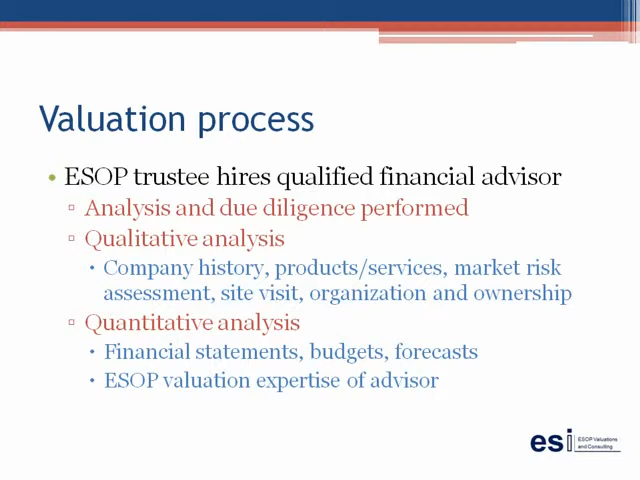 Valuation process
• ESOP trustee hires qualified financial advisor
▫ Analysis and due diligence performed
▫ Qualitative analysis
▪ Company history, products/services, market risk
assessment, site visit, organization and ownership
▫ Quantitative analysis
▪ Financial statements, budgets, forecasts
▪ ESOP valuation expertise of advisor
esi ESOP Valuations
and Consulting